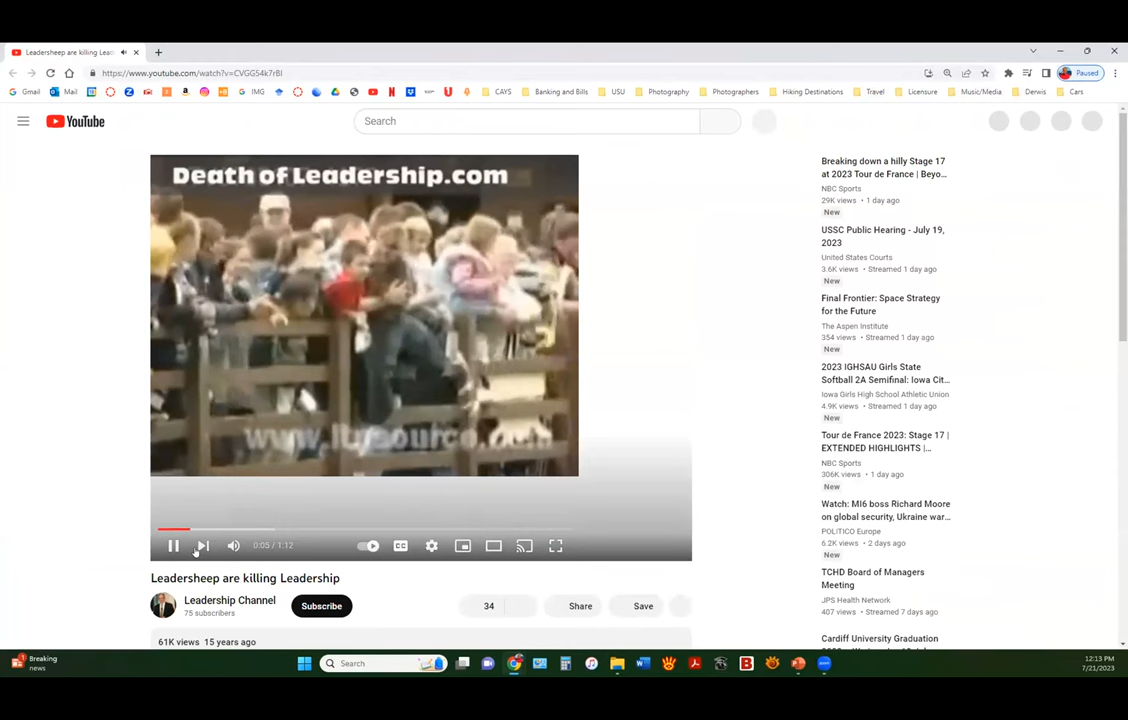 Leadersheep are killing Lead
https://www.youtube.com/watch?v=CVGG54k7rBI
Paused
Gmail
Mail
IMG
CAYS
Banking and Bills
USU
Photography
Photographers
Hiking Destinations
Travel
Licensure
Music/Media
Derwis
Cars
YouTube
Search
Death of Leadership.com
0:05 / 1:12
CC
Leadersheep are killing Leadership
Leadership Channel
75 subscribers
Subscribe
34
Share
Save
61K views 15 years ago
Breaking down a hilly Stage 17
at 2023 Tour de France | Beyo...
NBC Sports
29K views • 1 day ago
New
USSC Public Hearing - July 19,
2023
United States Courts
3.6K views • Streamed 1 day ago
New
Final Frontier: Space Strategy
for the Future
The Aspen Institute
354 views • Streamed 1 day ago
New
2023 IGHSAU Girls State
Softball 2A Semifinal: Iowa Cit...
Iowa Girls High School Athletic Union
4.9K views • Streamed 1 day ago
New
Tour de France 2023: Stage 17 |
EXTENDED HIGHLIGHTS |...
NBC Sports
306K views • 1 day ago
New
Watch: MI6 boss Richard Moore
on global security, Ukraine war...
POLITICO Europe
6.2K views • 2 days ago
New
TCHD Board of Managers
Meeting
JPS Health Network
407 views • Streamed 7 days ago
Cardiff University Graduation
Breaking
news
Search
12:13 PM
7/21/2023